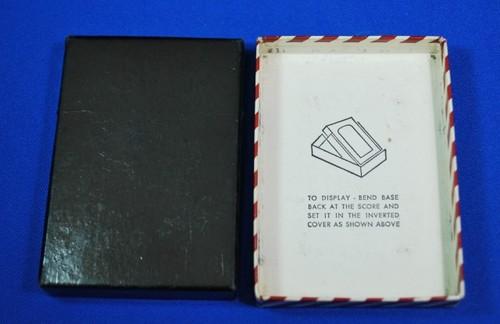 TO DISPLAY - BEND BASE
BACK AT THE SCORE AND
SET IT IN THE INVERTED
COVER AS SHOWN ABOVE